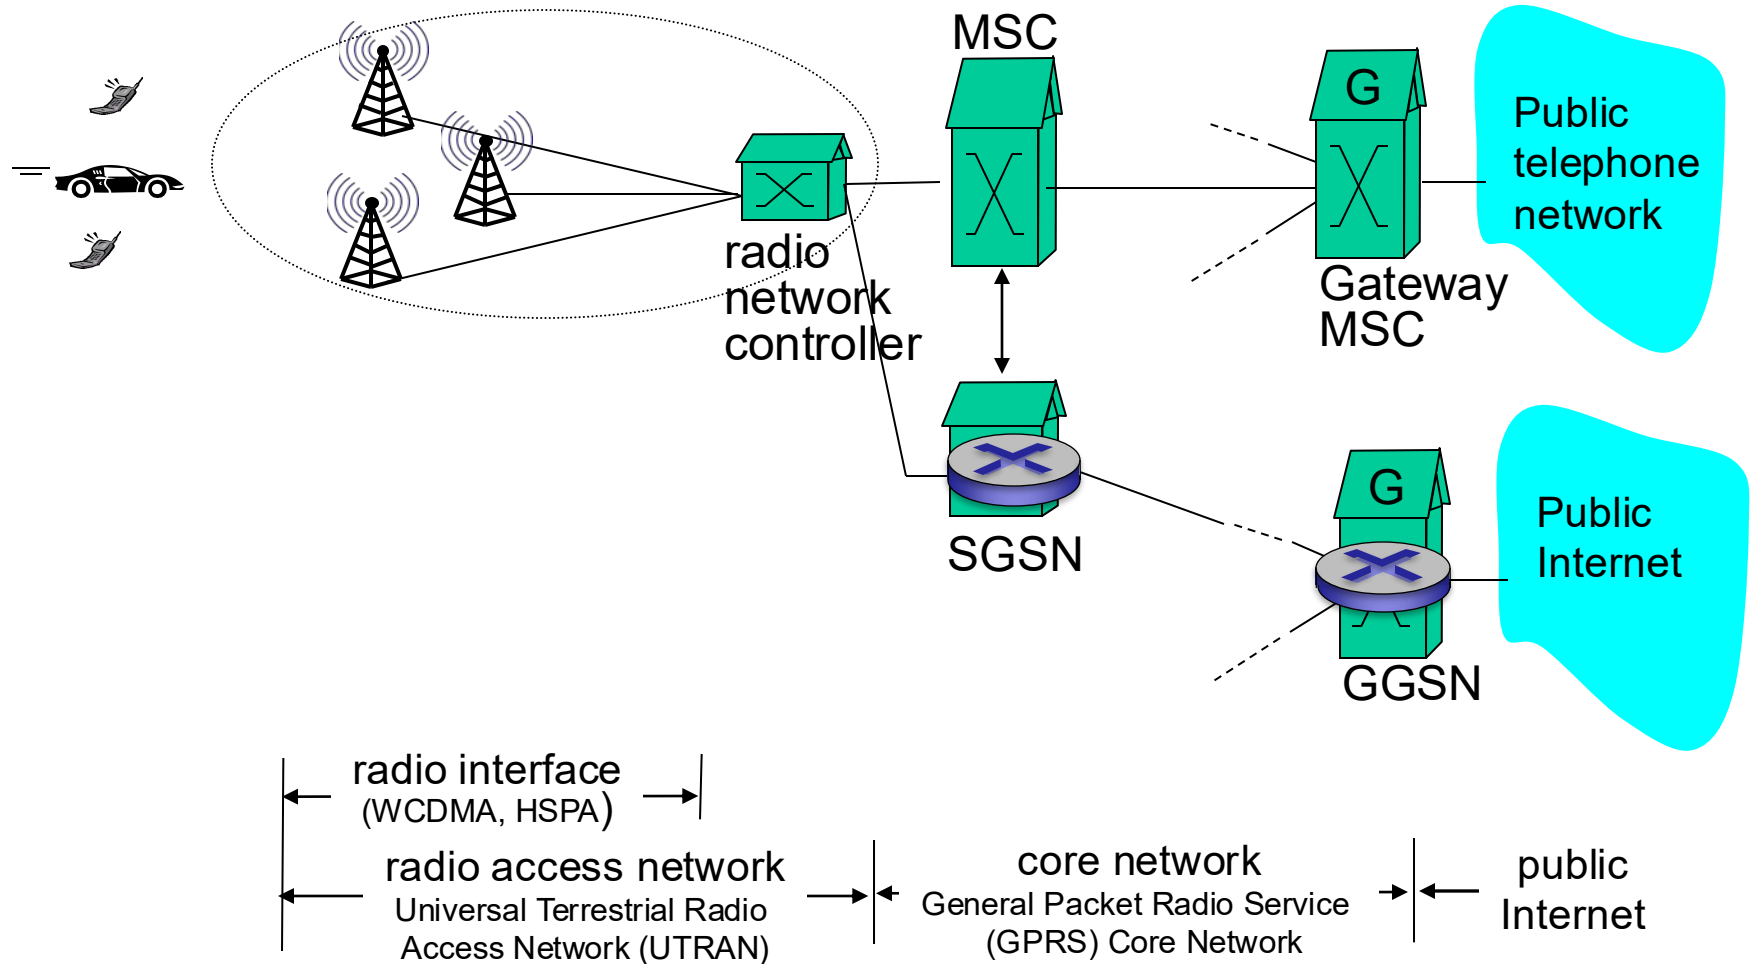 MSC
G
Public
telephone
network
radio
network
controller
Gateway
MSC
SGSN
G
Public
Internet
GGSN
radio interface
(WCDMA, HSPA)
radio access network
Universal Terrestrial Radio
Access Network (UTRAN)
core network
General Packet Radio Service
(GPRS) Core Network
public
Internet